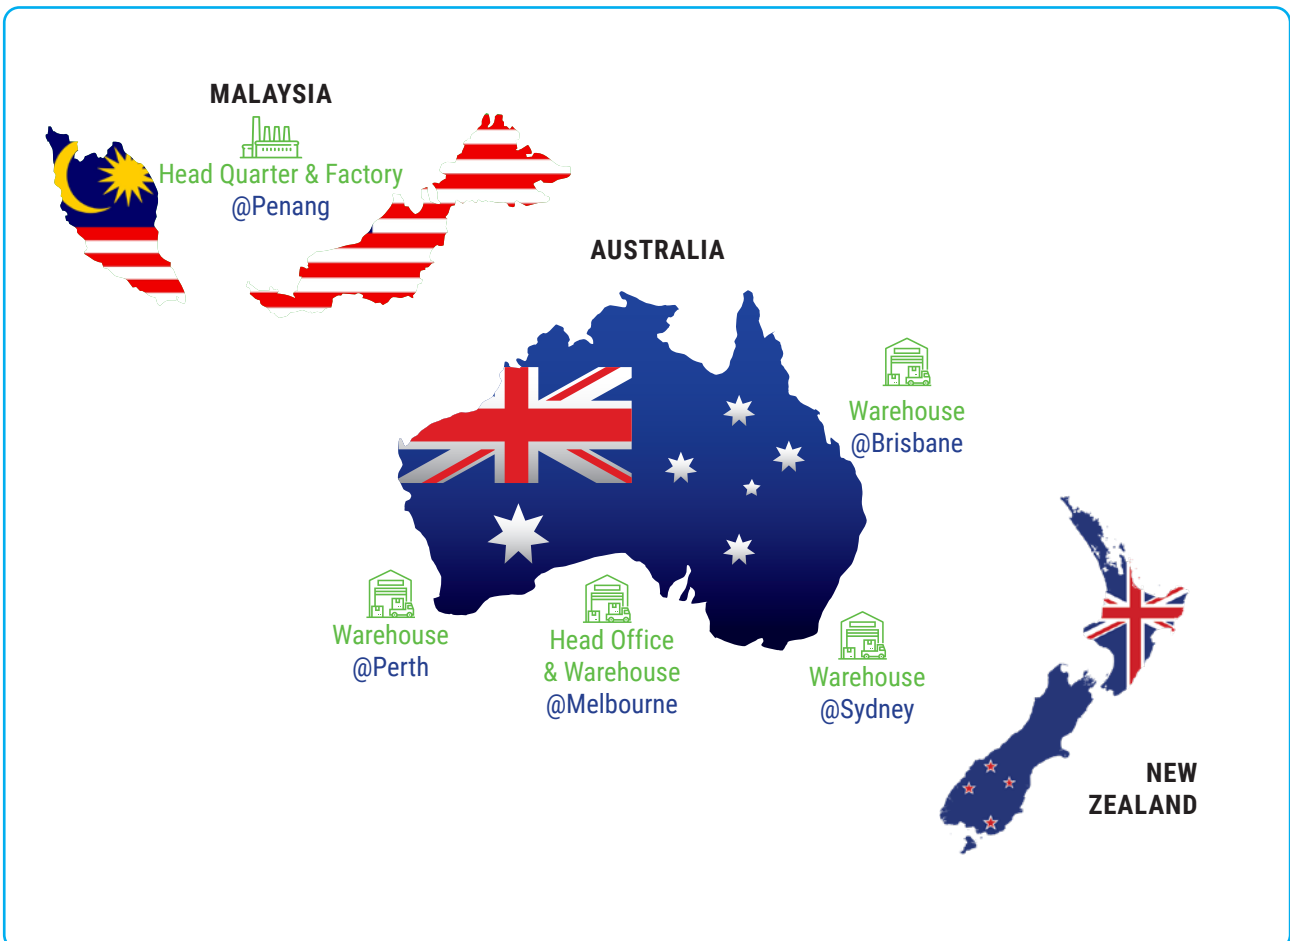 MALAYSIA
Head Quarter & Factory
@Penang
AUSTRALIA
Warehouse
@Brisbane
Warehouse
@Perth
Head Office
& Warehouse
@Melbourne
Warehouse
@Sydney
NEW
ZEALAND